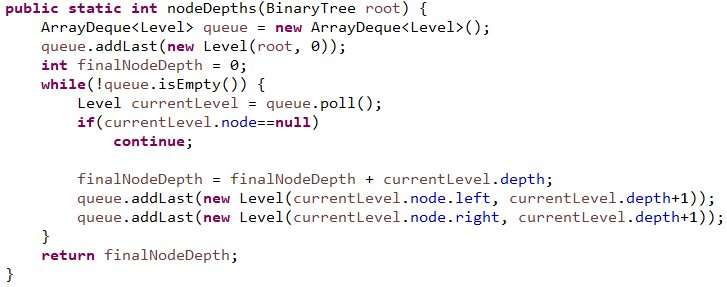 public static int nodeDepths(BinaryTree root) {
    ArrayDeque<Level> queue = new ArrayDeque<Level>();
    queue.addLast(new Level(root, 0));
    int finalNodeDepth = 0;
    while(!queue.isEmpty()) {
        Level currentLevel = queue.poll();
        if(currentLevel.node==null)
            continue;

        finalNodeDepth = finalNodeDepth + currentLevel.depth;
        queue.addLast(new Level(currentLevel.node.left, currentLevel.depth+1));
        queue.addLast(new Level(currentLevel.node.right, currentLevel.depth+1));
    }
    return finalNodeDepth;
}